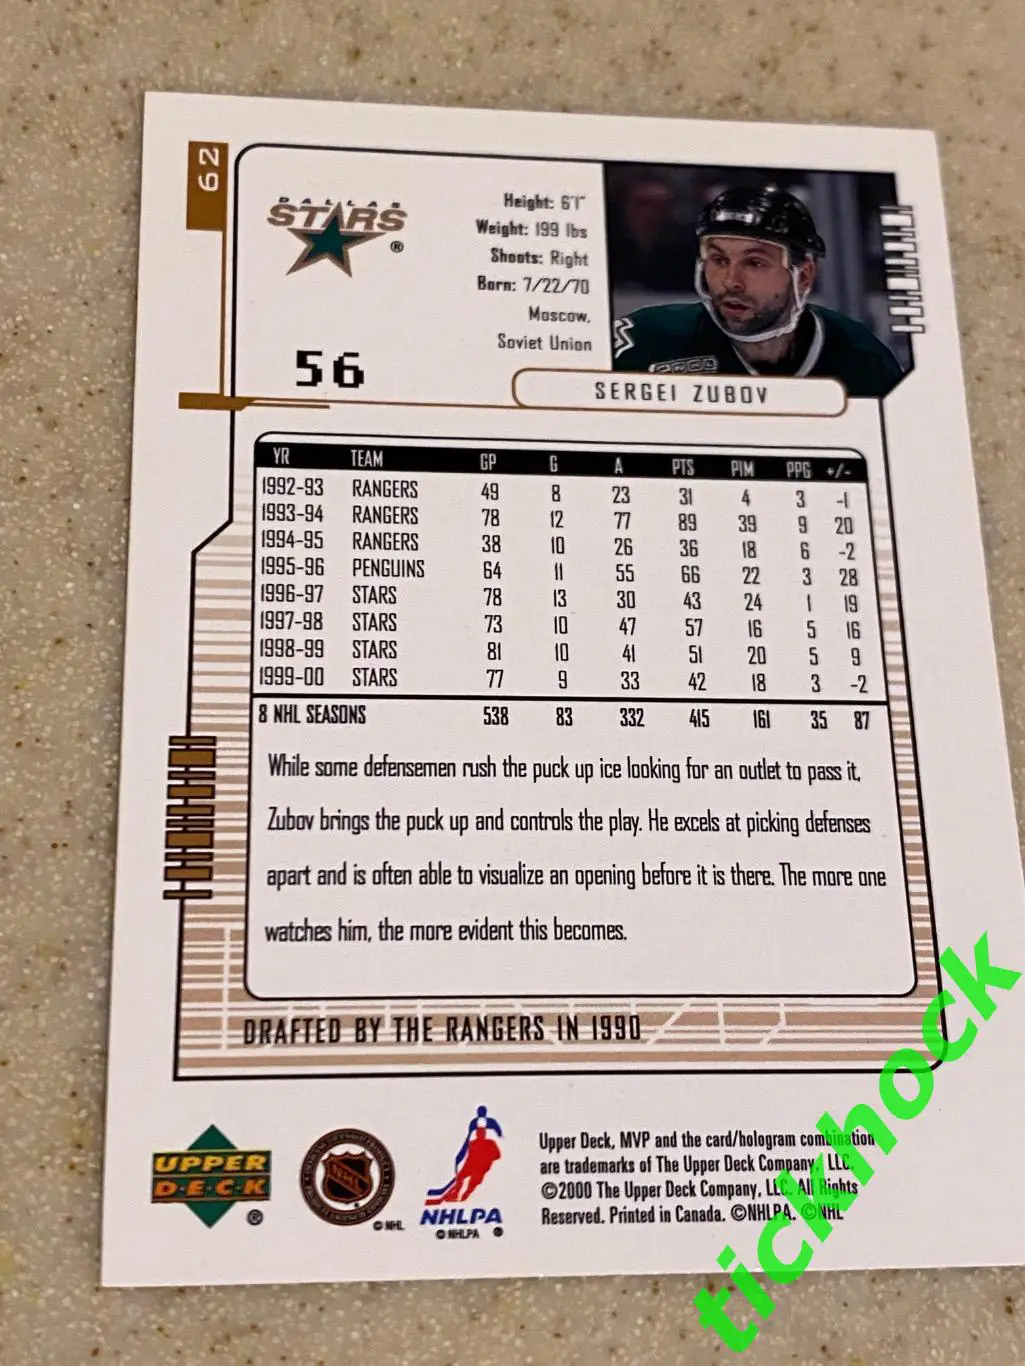 62
DALLAS
STARS
®
Height: 6'1"
Weight: 199 lbs
Shoots: Right
Born: 7/22/70
Moscow,
Soviet Union
56
SERGEI ZUBOV
YR TEAM GP G A PTS PIM PPG +/-
1992-93 RANGERS 49 8 23 31 4 3 -1
1993-94 RANGERS 78 12 77 89 39 9 20
1994-95 RANGERS 38 10 26 36 18 6 -2
1995-96 PENGUINS 64 11 55 66 22 3 28
1996-97 STARS 78 13 30 43 24 1 19
1997-98 STARS 73 10 47 57 16 5 16
1998-99 STARS 81 10 41 51 20 5 9
1999-00 STARS 77 9 33 42 18 3 -2
8 NHL SEASONS 538 83 332 415 161 35 87
While some defensemen rush the puck up ice looking for an outlet to pass it,
Zubov brings the puck up and controls the play. He excels at picking defenses
apart and is often able to visualize an opening before it is there. The more one
watches him, the more evident this becomes.
DRAFTED BY THE RANGERS IN 1990
UPPER
D·E·C·K
®
NHL
© NHL
NHLPA
© NHLPA ®
Upper Deck, MVP and the card/hologram combination
are trademarks of The Upper Deck Company, LLC.
©2000 The Upper Deck Company, LLC. All Rights
Reserved. Printed in Canada. ©NHLPA. ©NHL
tickhock